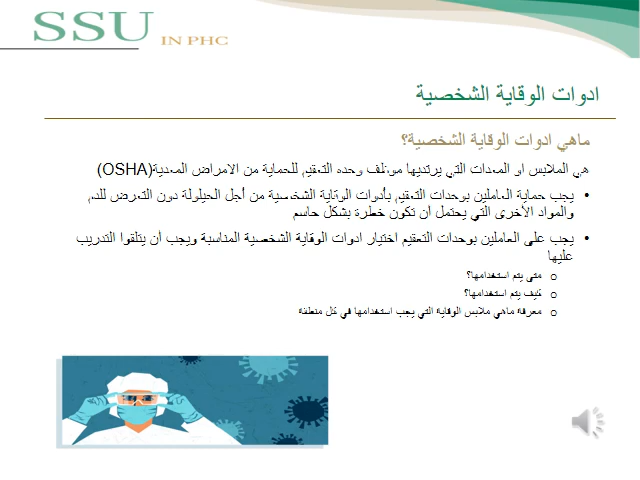 SSU IN PHC
ادوات الوقاية الشخصية
ماهي ادوات الوقاية الشخصية؟
هي الملابس او المعدات التي يرتديها موظف وحده التعقيم للحماية من الامراض المعدية(OSHA)
• يجب حماية العاملين بوحدات التعقيم بأدوات الوقاية الشخصية من أجل الحيلولة دون التعرض للدم
والمواد الأخرى التي يحتمل ان تكون خطرة بشكل حاسم
• يجب على العاملين بوحدات التعقيم اختيار ادوات الوقاية الشخصية المناسبة ويجب أن يتلقوا التدريب
عليها
o متى يتم استخدامها؟
o كيف يتم استخدامها؟
o معرفة ماهي ملابس الوقاية التي يجب استخدامها في كل منطقة